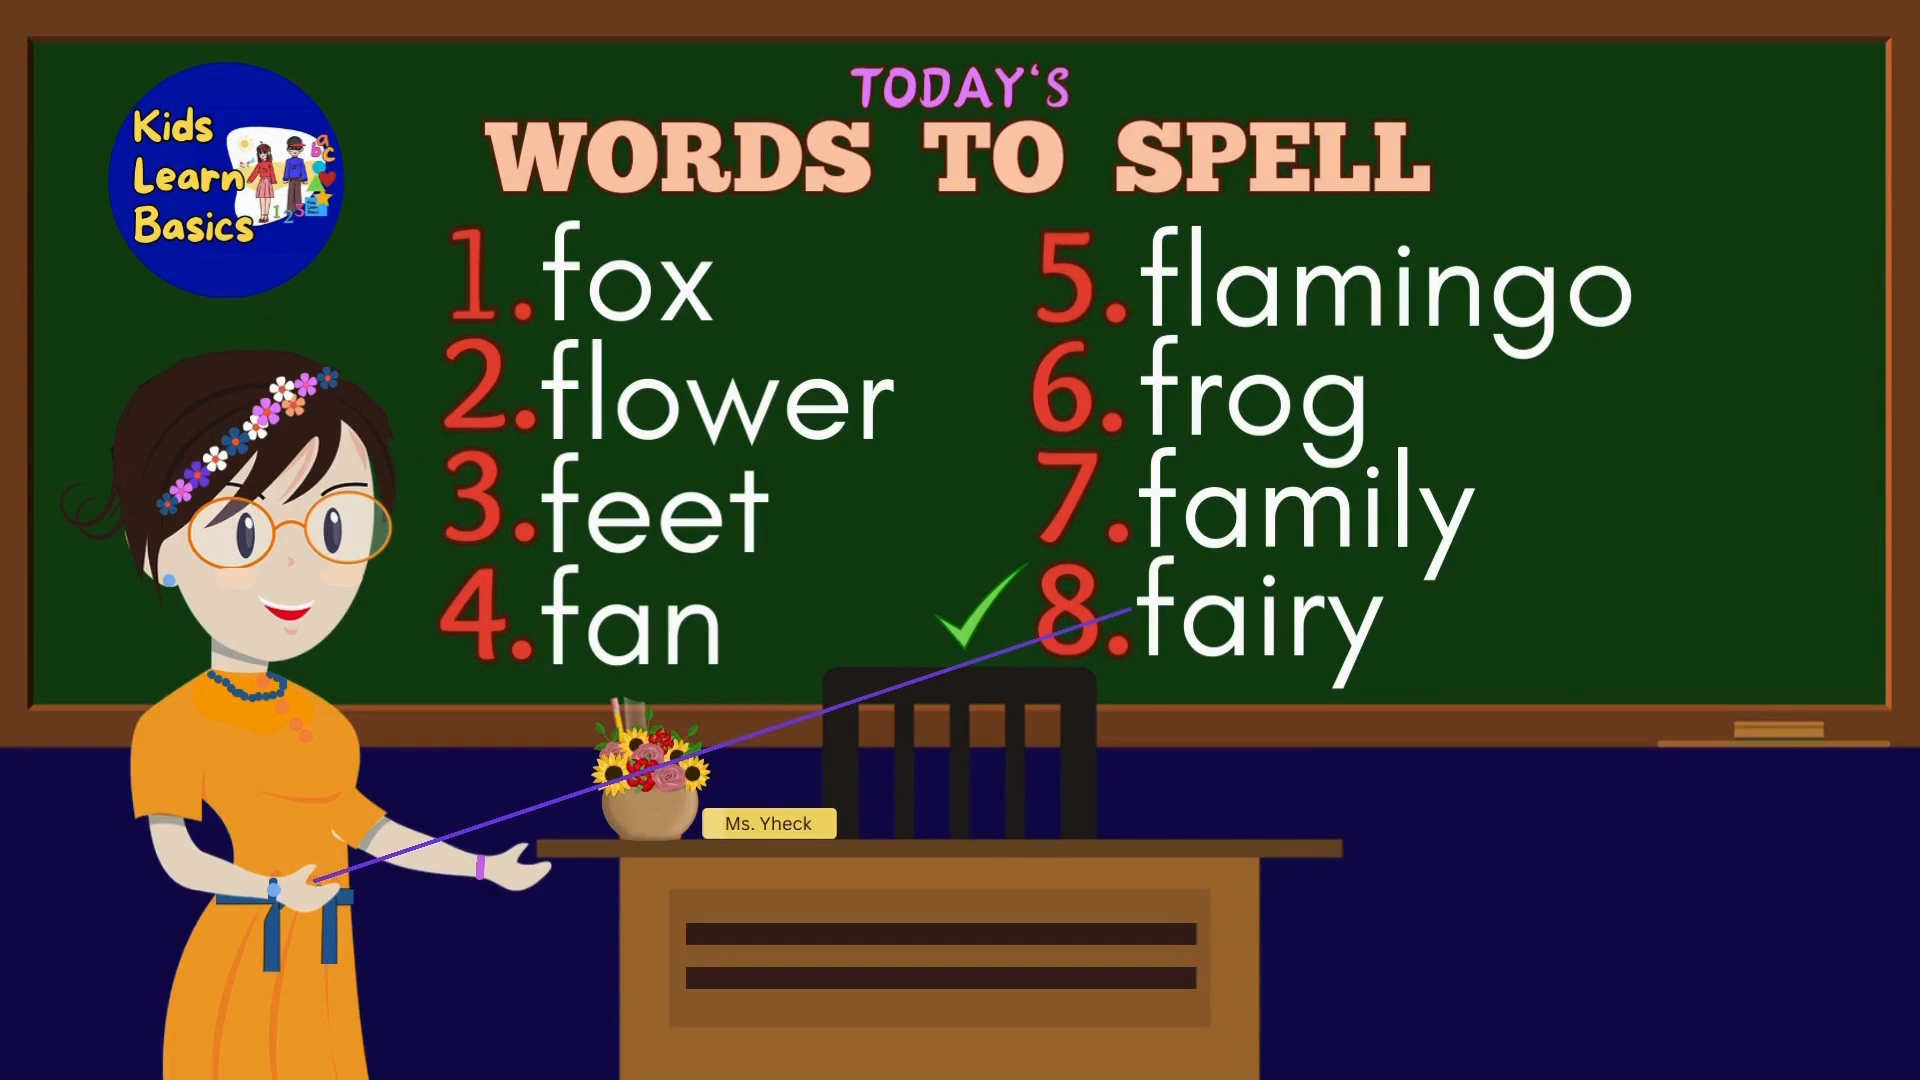 Kids
Learn
Basics
TODAY'S
WORDS TO SPELL
1. fox
2. flower
3. feet
4. fan
5. flamingo
6. frog
7. family
8. fairy
Ms. Yheck